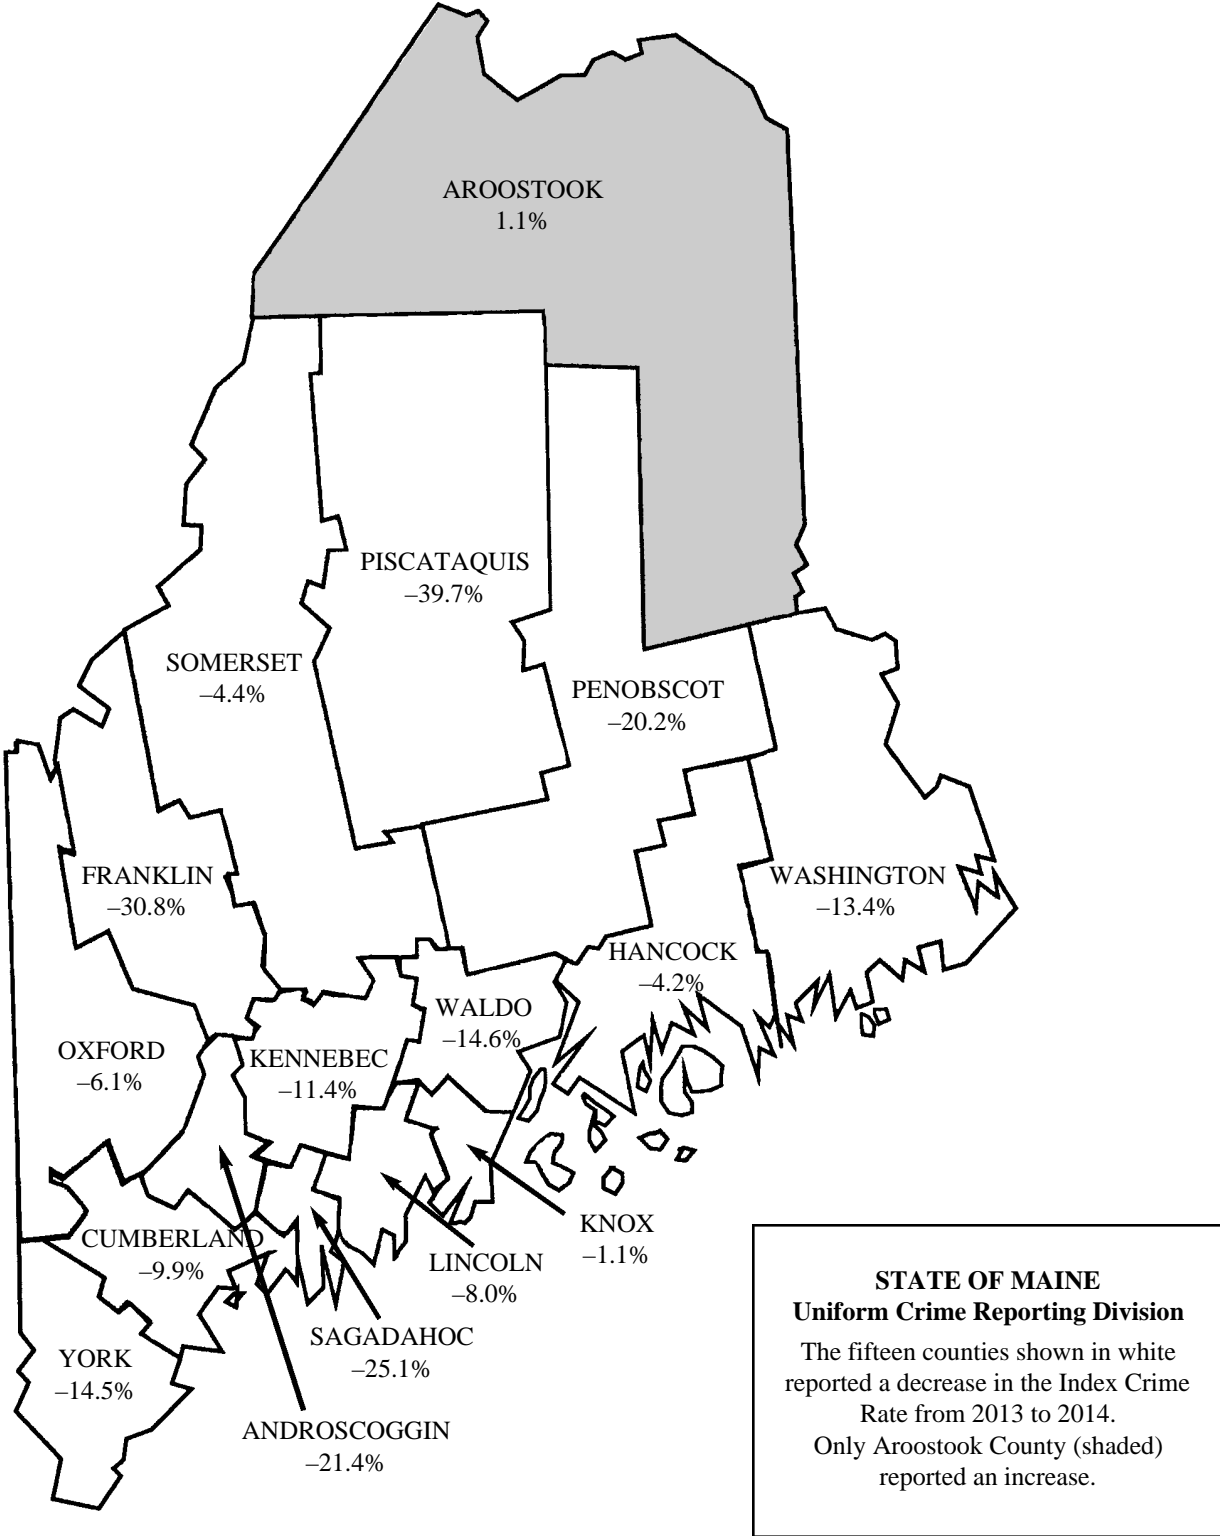 AROOSTOOK
1.1%
PISCATAQUIS
–39.7%
SOMERSET
–4.4%
PENOBSCOT
–20.2%
FRANKLIN
–30.8%
WASHINGTON
–13.4%
HANCOCK
–4.2%
WALDO
–14.6%
OXFORD
–6.1%
KENNEBEC
–11.4%
KNOX
–1.1%
CUMBERLAND
–9.9%
LINCOLN
–8.0%
SAGADAHOC
–25.1%
YORK
–14.5%
ANDROSCOGGIN
–21.4%
STATE OF MAINE
Uniform Crime Reporting Division
The fifteen counties shown in white
reported a decrease in the Index Crime
Rate from 2013 to 2014.
Only Aroostook County (shaded)
reported an increase.